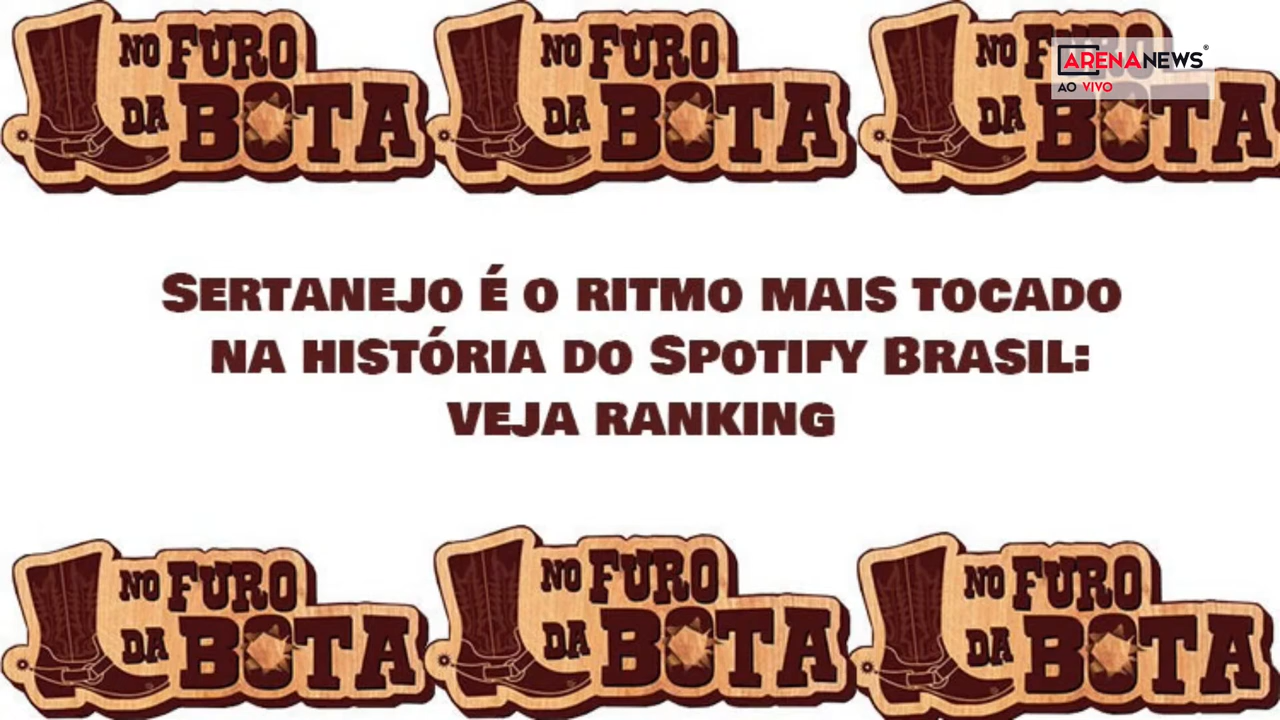 NO FURO
DA BOTA
NO FURO
DA BOTA
NO FURO
DA BOTA
ARENANEWS®
AO VIVO
SERTANEJO É O RITMO MAIS TOCADO
NA HISTÓRIA DO SPOTIFY BRASIL:
VEJA RANKING
NO FURO
DA BOTA
NO FURO
DA BOTA
NO FURO
DA BOTA